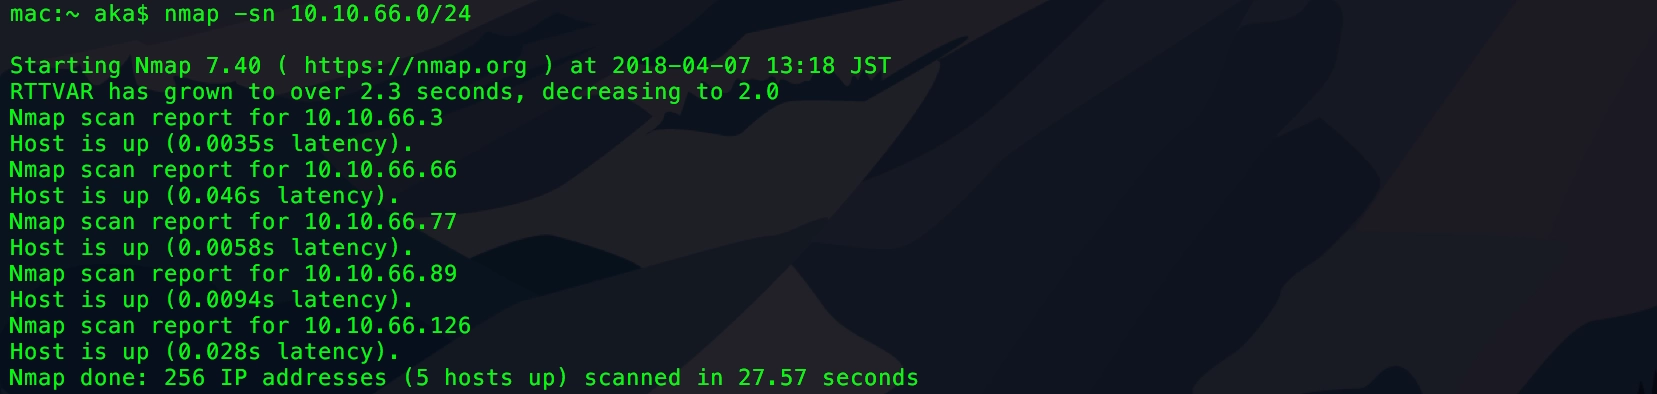 mac:~ aka$ nmap -sn 10.10.66.0/24
Starting Nmap 7.40 ( https://nmap.org ) at 2018-04-07 13:18 JST
RTTVAR has grown to over 2.3 seconds, decreasing to 2.0
Nmap scan report for 10.10.66.3
Host is up (0.0035s latency).
Nmap scan report for 10.10.66.66
Host is up (0.046s latency).
Nmap scan report for 10.10.66.77
Host is up (0.0058s latency).
Nmap scan report for 10.10.66.89
Host is up (0.0094s latency).
Nmap scan report for 10.10.66.126
Host is up (0.028s latency).
Nmap done: 256 IP addresses (5 hosts up) scanned in 27.57 seconds